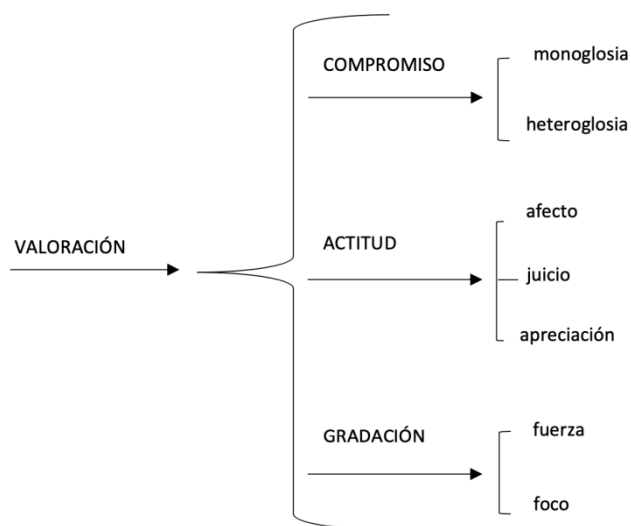 COMPROMISO
monoglosia
heteroglosia
VALORACIÓN
ACTITUD
afecto
juicio
apreciación
GRADACIÓN
fuerza
foco